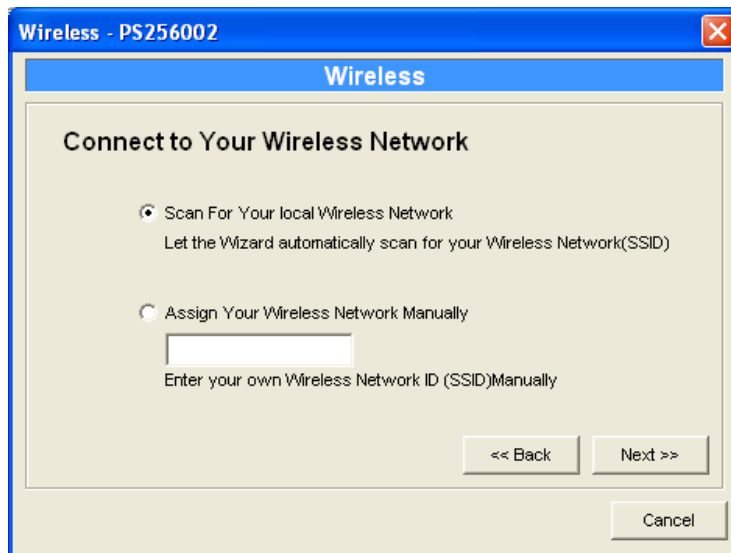 Wireless - PS256002
Wireless
Connect to Your Wireless Network
Scan For Your local Wireless Network
Let the Wizard automatically scan for your Wireless Network(SSID)
Assign Your Wireless Network Manually
Enter your own Wireless Network ID (SSID)Manually
<< Back
Next >>
Cancel